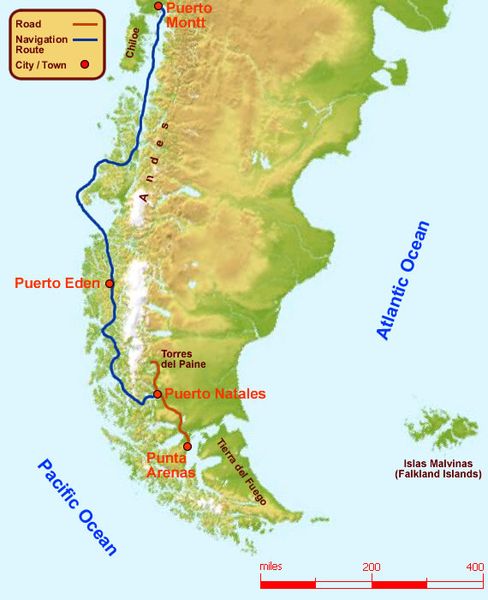 Road
Navigation
Route
City / Town
Puerto
Montt
Chiloe
Andes
Atlantic Ocean
Puerto Eden
Torres
del Paine
Puerto Natales
Punta
Arenas
Tierra del Fuego
Islas Malvinas
(Falkland Islands)
Pacific Ocean
miles
200
400